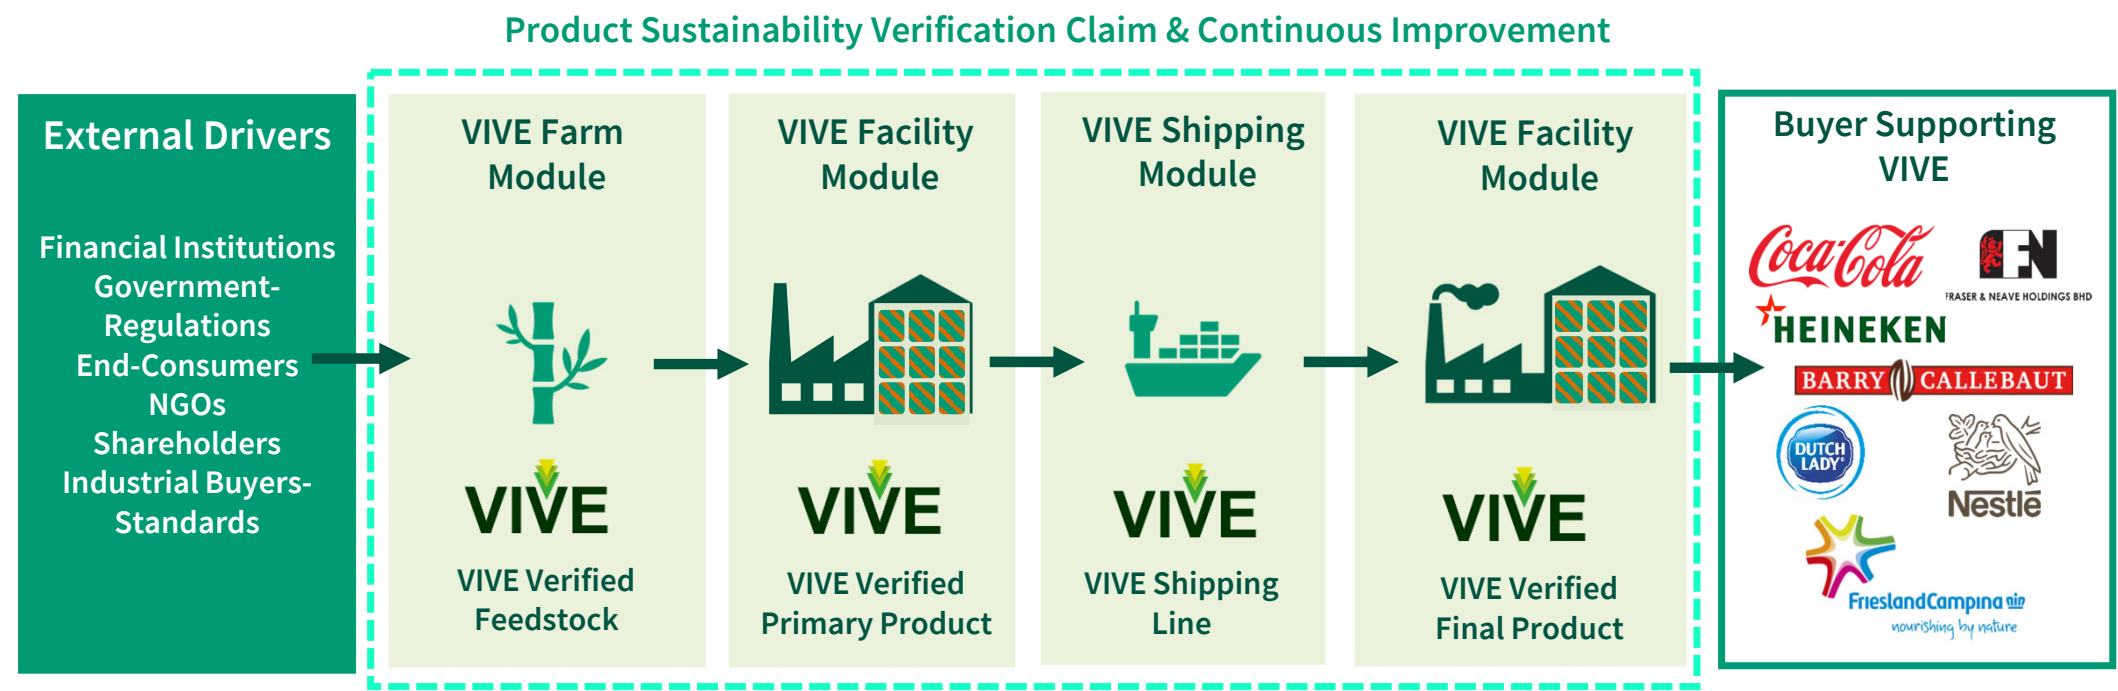 Product Sustainability Verification Claim & Continuous Improvement
External Drivers
Financial Institutions
Government-
Regulations
End-Consumers
NGOs
Shareholders
Industrial Buyers-
Standards
VIVE Farm
Module
VIVE
VIVE Verified
Feedstock
VIVE Facility
Module
VIVE
VIVE Verified
Primary Product
VIVE Shipping
Module
VIVE
VIVE Shipping
Line
VIVE Facility
Module
VIVE
VIVE Verified
Final Product
Buyer Supporting
VIVE
Coca-Cola
FN
FRASER & NEAVE HOLDINGS BHD
HEINEKEN
BARRY CALLEBAUT
DUTCH
LADY
Nestlé
FrieslandCampina
nourishing by nature